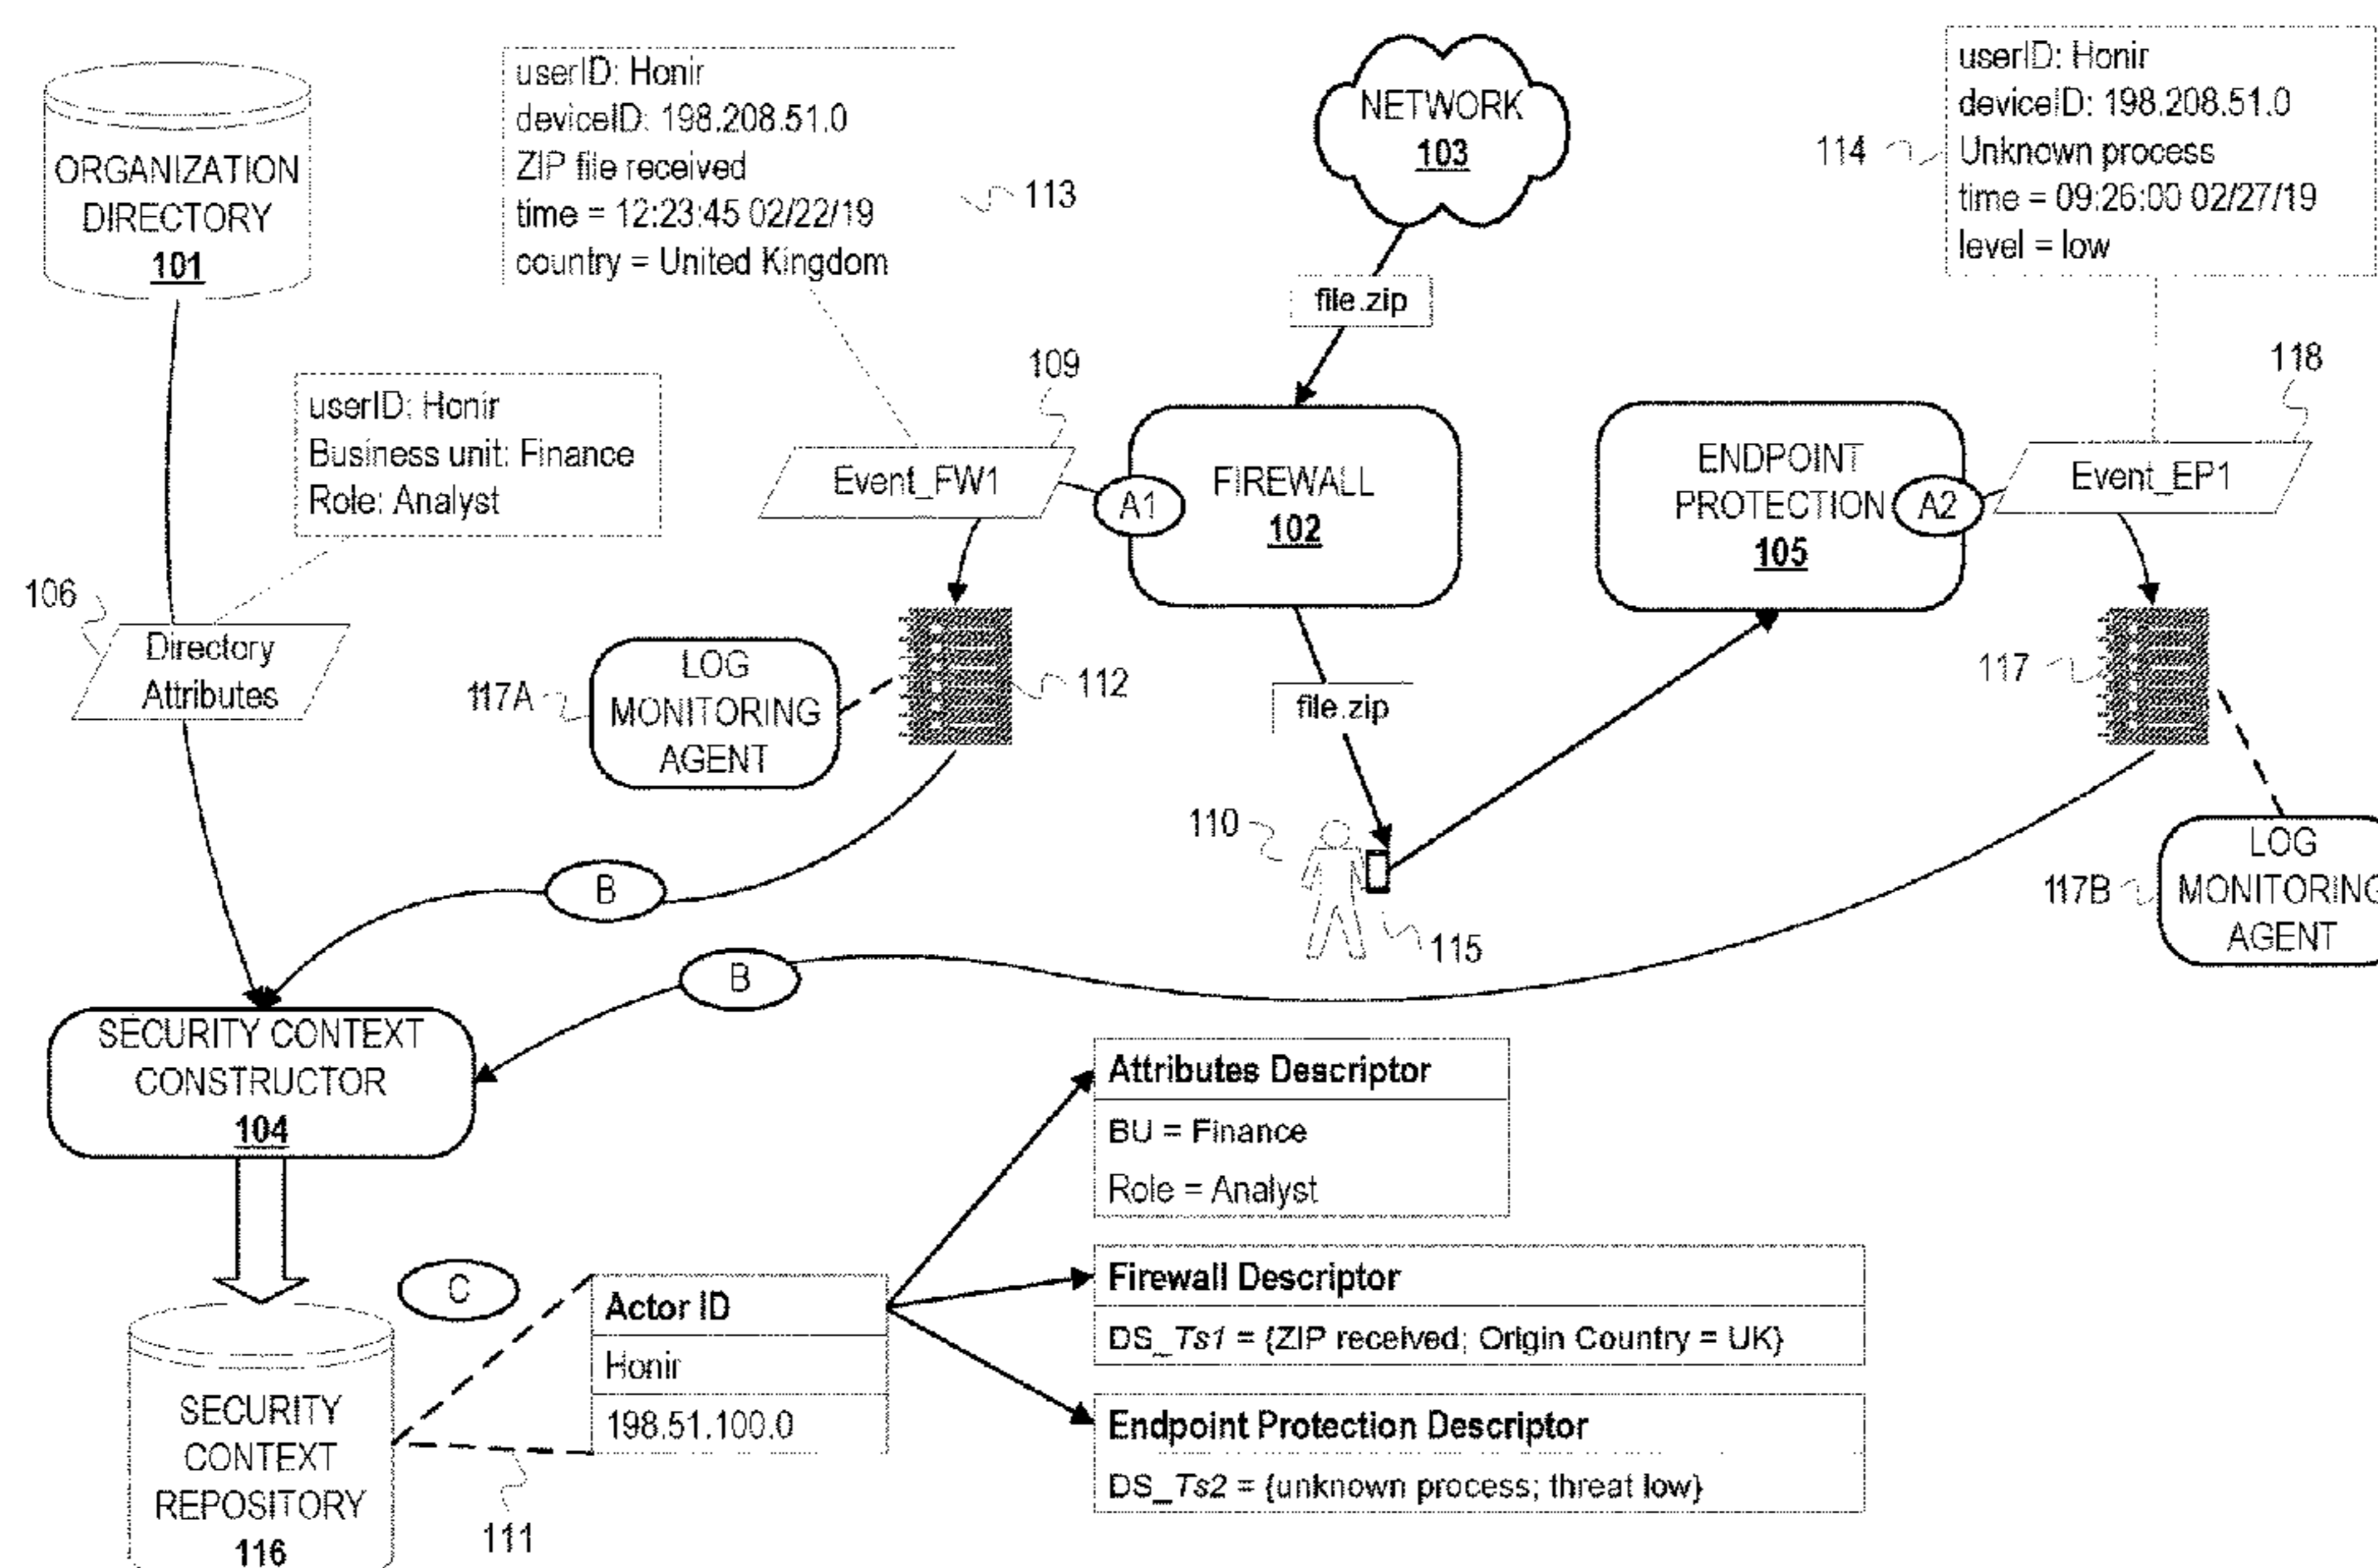 ORGANIZATION
DIRECTORY
101
userID: Honir
deviceID: 198.208.51.0
ZIP file received
time = 12:23:45 02/22/19
country = United Kingdom
113
NETWORK
103
file.zip
userID: Honir
deviceID: 198.208.51.0
Unknown process
time = 09:26:00 02/27/19
level = low
114
userID: Honir
Business unit: Finance
Role: Analyst
109
Event_FW1
A1
FIREWALL
102
ENDPOINT
PROTECTION
105
A2
118
Event_EP1
106
Directory
Attributes
117A
LOG
MONITORING
AGENT
112
file.zip
117
110
115
117B
LOG
MONITORING
AGENT
B
B
SECURITY CONTEXT
CONSTRUCTOR
104
Attributes Descriptor
BU = Finance
Role = Analyst
C
Actor ID
Honir
198.51.100.0
Firewall Descriptor
DS_Ts1 = {ZIP received; Origin Country = UK}
Endpoint Protection Descriptor
DS_Ts2 = {unknown process; threat low}
SECURITY
CONTEXT
REPOSITORY
116
111